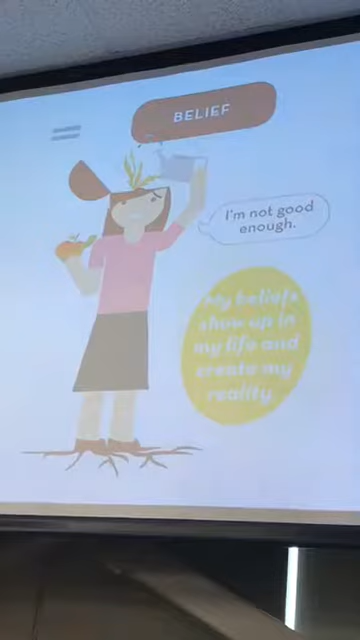 BELIEF
I'm not good
enough.
My beliefs
show up in
my life and
create my
reality